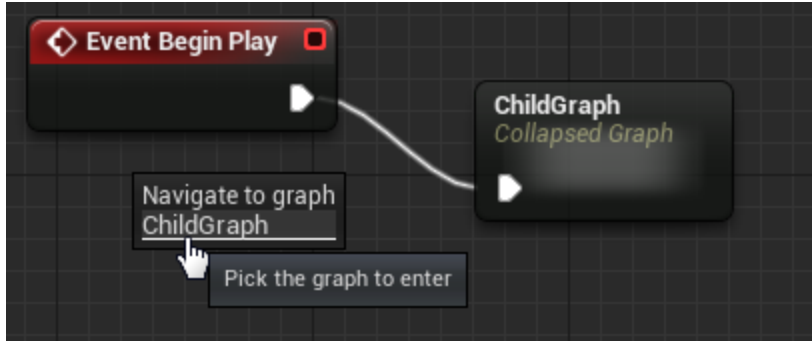 Event Begin Play
ChildGraph
Collapsed Graph
Navigate to graph
ChildGraph
Pick the graph to enter